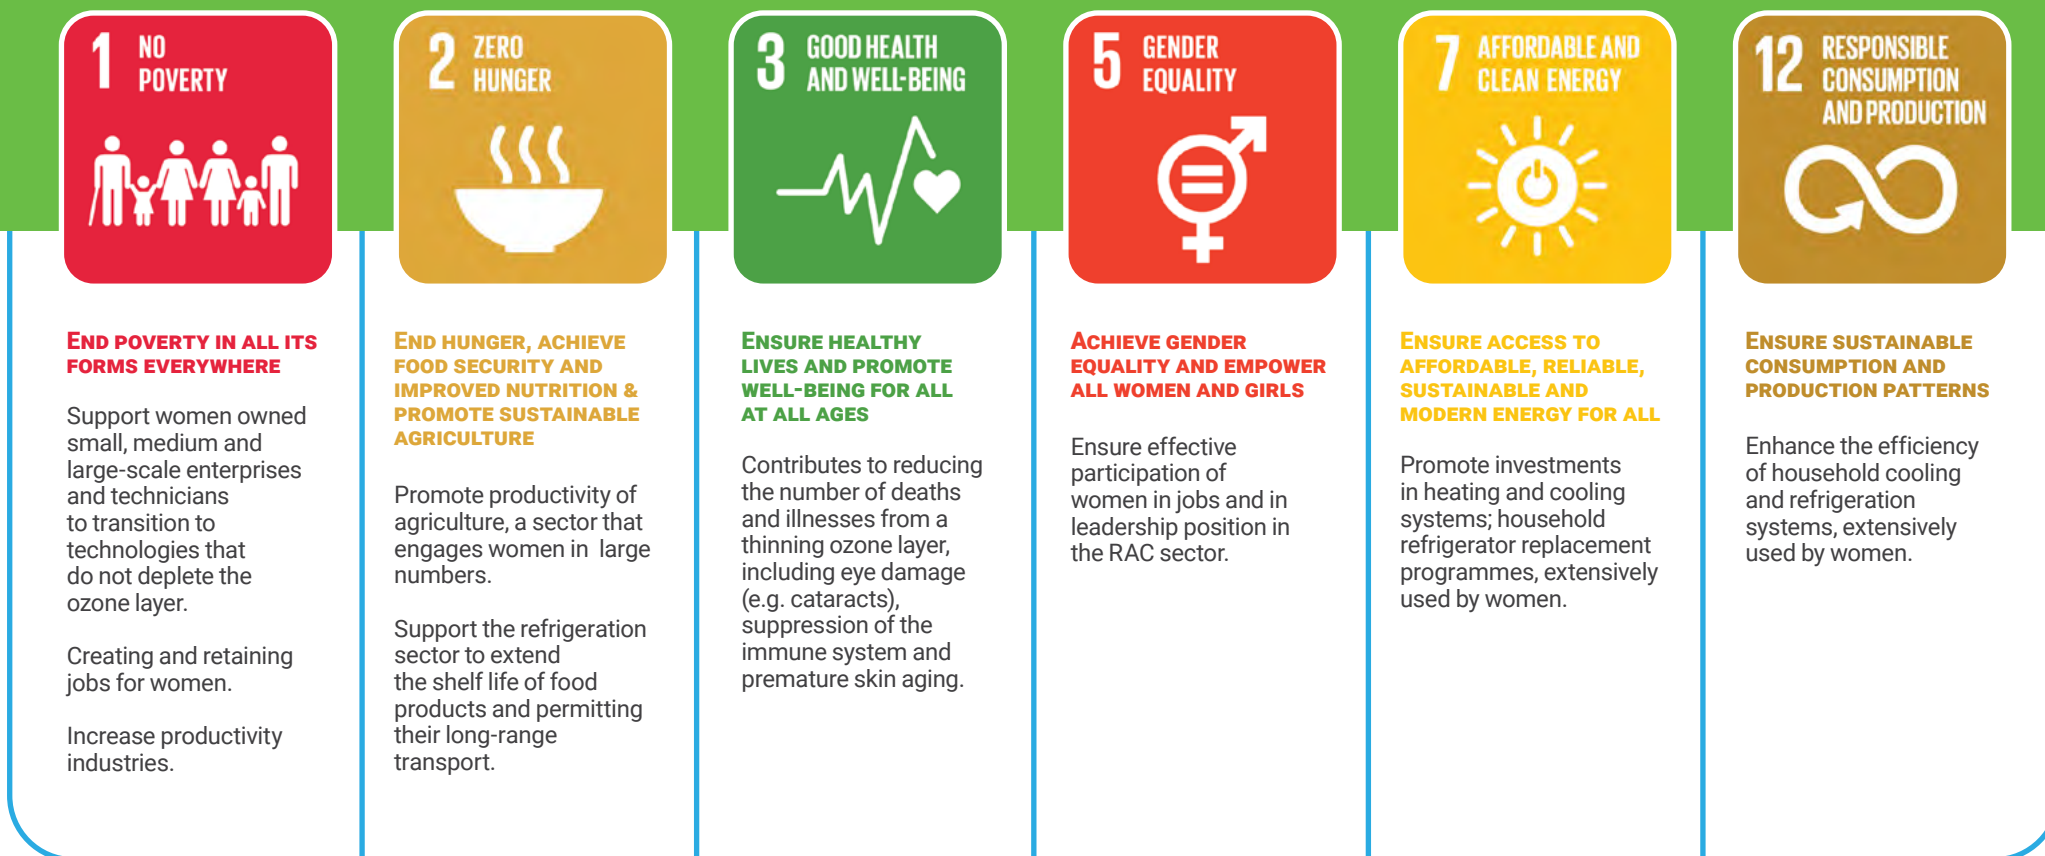 1 NO
POVERTY
END POVERTY IN ALL ITS
FORMS EVERYWHERE
Support women owned
small, medium and
large-scale enterprises
and technicians
to transition to
technologies that
do not deplete the
ozone layer.
Creating and retaining
jobs for women.
Increase productivity
industries.
2 ZERO
HUNGER
END HUNGER, ACHIEVE
FOOD SECURITY AND
IMPROVED NUTRITION &
PROMOTE SUSTAINABLE
AGRICULTURE
Promote productivity of
agriculture, a sector that
engages women in large
numbers.
Support the refrigeration
sector to extend
the shelf life of food
products and permitting
their long-range
transport.
3 GOOD HEALTH
AND WELL-BEING
ENSURE HEALTHY
LIVES AND PROMOTE
WELL-BEING FOR ALL
AT ALL AGES
Contributes to reducing
the number of deaths
and illnesses from a
thinning ozone layer,
including eye damage
(e.g. cataracts),
suppression of the
immune system and
premature skin aging.
5 GENDER
EQUALITY
ACHIEVE GENDER
EQUALITY AND EMPOWER
ALL WOMEN AND GIRLS
Ensure effective
participation of
women in jobs and in
leadership position in
the RAC sector.
7 AFFORDABLE AND
CLEAN ENERGY
ENSURE ACCESS TO
AFFORDABLE, RELIABLE,
SUSTAINABLE AND
MODERN ENERGY FOR ALL
Promote investments
in heating and cooling
systems; household
refrigerator replacement
programmes, extensively
used by women.
12 RESPONSIBLE
CONSUMPTION
AND PRODUCTION
ENSURE SUSTAINABLE
CONSUMPTION AND
PRODUCTION PATTERNS
Enhance the efficiency
of household cooling
and refrigeration
systems, extensively
used by women.